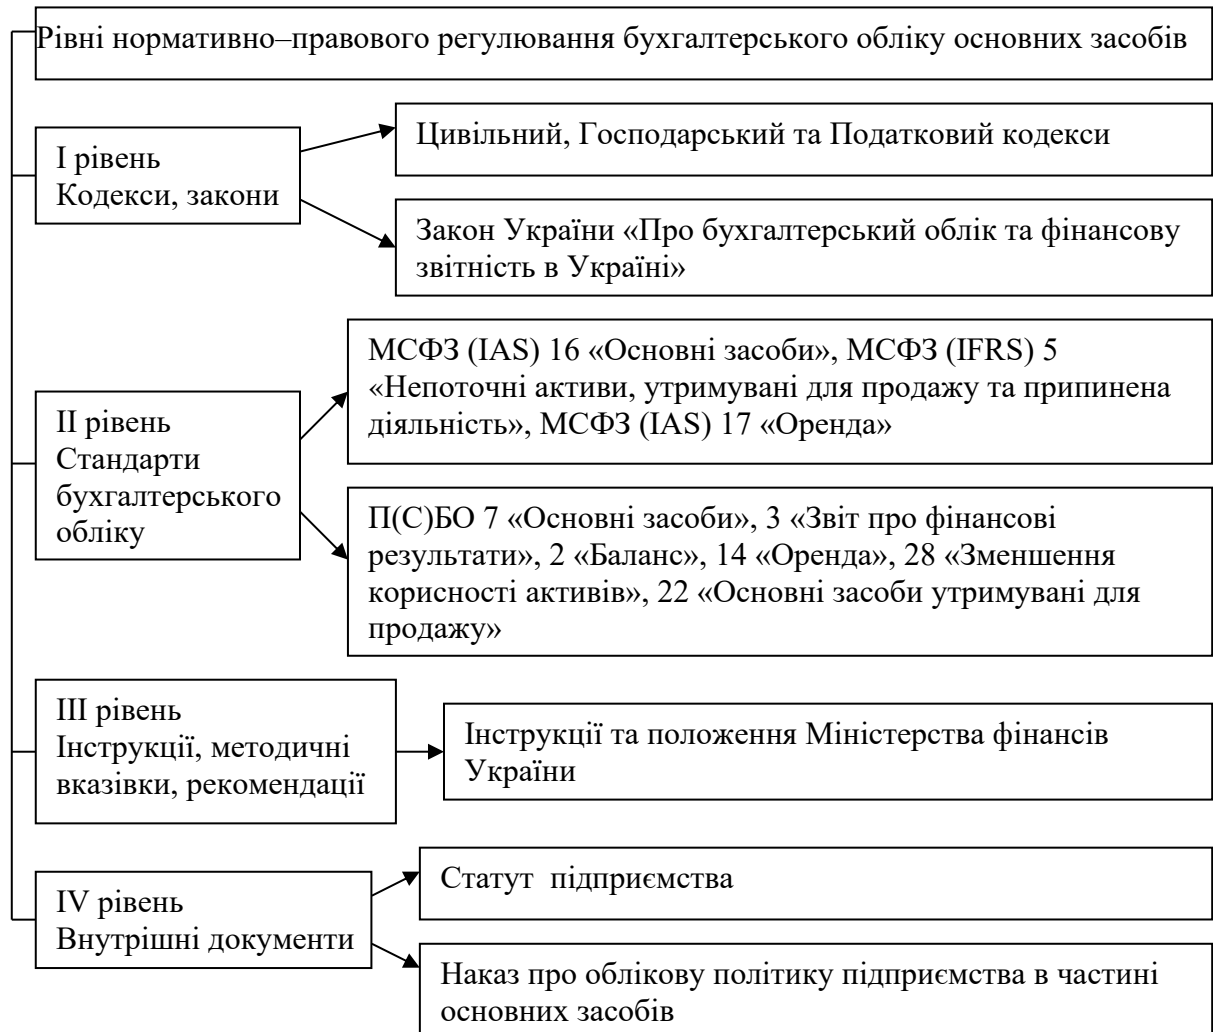 Рівні нормативно–правового регулювання бухгалтерського обліку основних засобів
І рівень
Кодекси, закони
Цивільний, Господарський та Податковий кодекси
Закон України «Про бухгалтерський облік та фінансову
звітність в Україні»
ІІ рівень
Стандарти
бухгалтерського
обліку
МСФЗ (IAS) 16 «Основні засоби», МСФЗ (IFRS) 5
«Непоточні активи, утримувані для продажу та припинена
діяльність», МСФЗ (IAS) 17 «Оренда»
П(С)БО 7 «Основні засоби», 3 «Звіт про фінансові
результати», 2 «Баланс», 14 «Оренда», 28 «Зменшення
корисності активів», 22 «Основні засоби утримувані для
продажу»
ІІІ рівень
Інструкції, методичні
вказівки, рекомендації
Інструкції та положення Міністерства фінансів
України
IV рівень
Внутрішні документи
Статут  підприємства
Наказ про облікову політику підприємства в частині
основних засобів